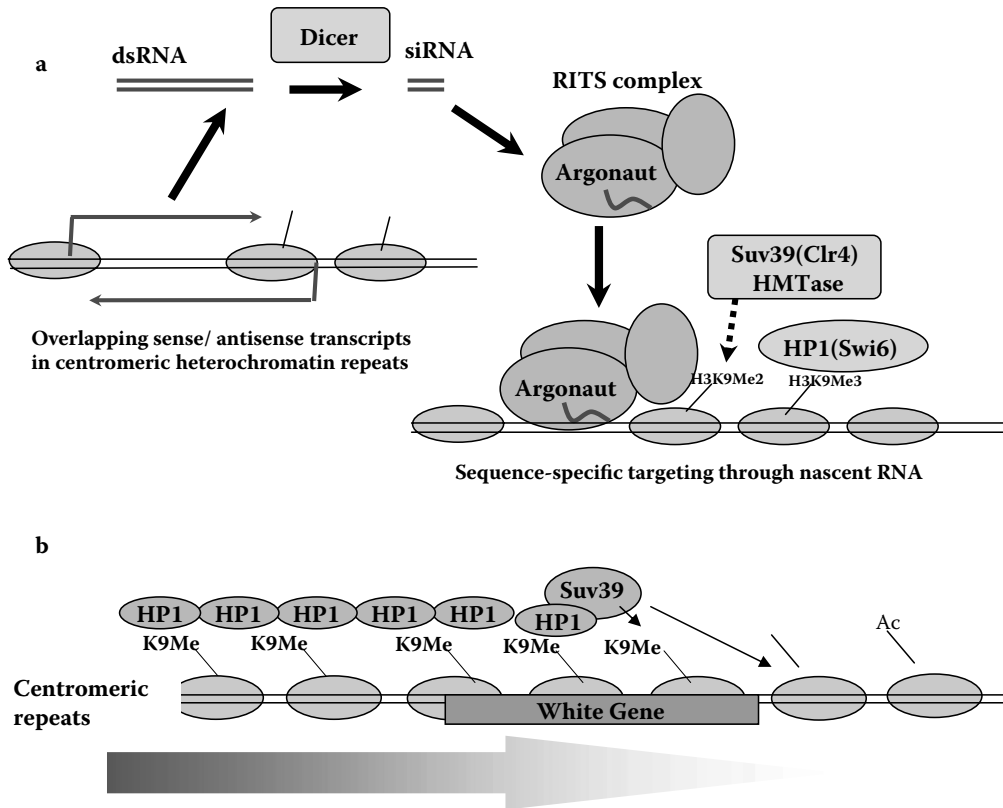 a
dsRNA
Dicer
siRNA
RITS complex
Argonaut
Overlapping sense/ antisense transcripts
in centromeric heterochromatin repeats
Suv39(Clr4)
HMTase
HP1(Swi6)
Argonaut
H3K9Me2
H3K9Me3
Sequence-specific targeting through nascent RNA
b
Suv39
HP1
HP1
HP1
HP1
HP1
HP1
K9Me
K9Me
K9Me
K9Me
K9Me
Ac
Centromeric
repeats
White Gene